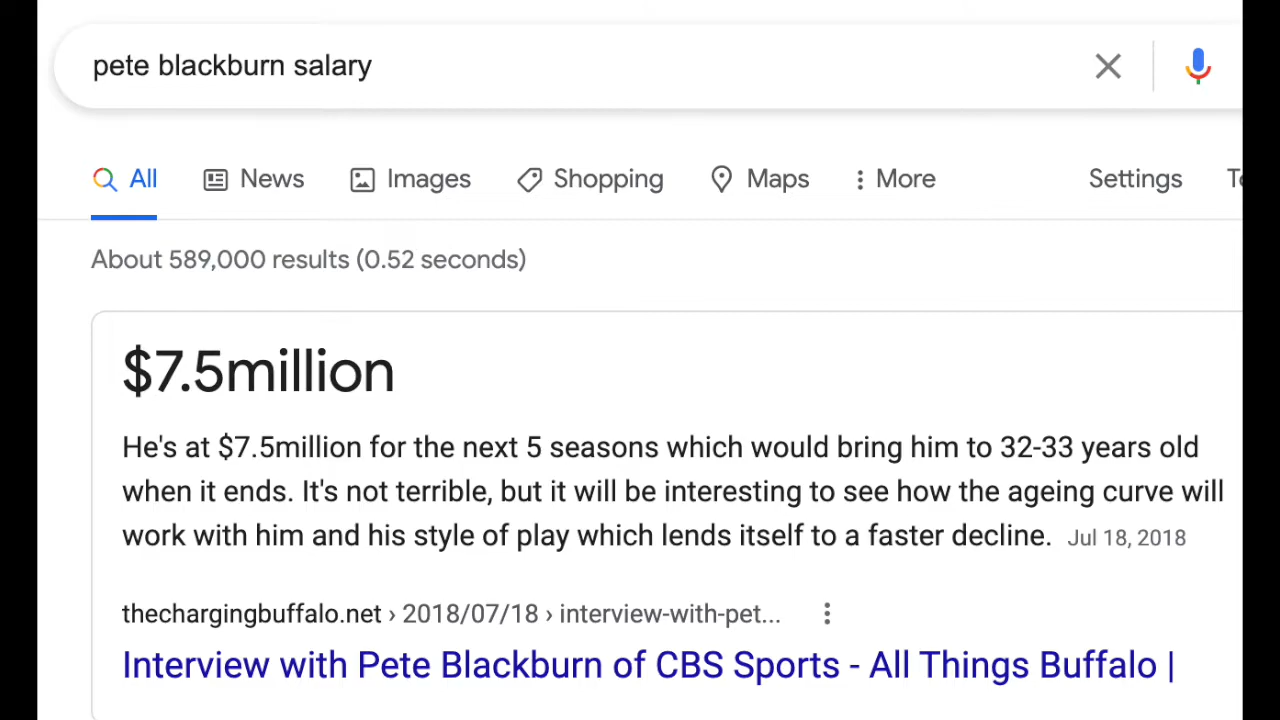 pete blackburn salary
All News Images Shopping Maps More Settings
About 589,000 results (0.52 seconds)
$7.5million
He's at $7.5million for the next 5 seasons which would bring him to 32-33 years old
when it ends. It's not terrible, but it will be interesting to see how the ageing curve will
work with him and his style of play which lends itself to a faster decline. Jul 18, 2018
thechargingbuffalo.net › 2018/07/18 › interview-with-pet...
Interview with Pete Blackburn of CBS Sports - All Things Buffalo |